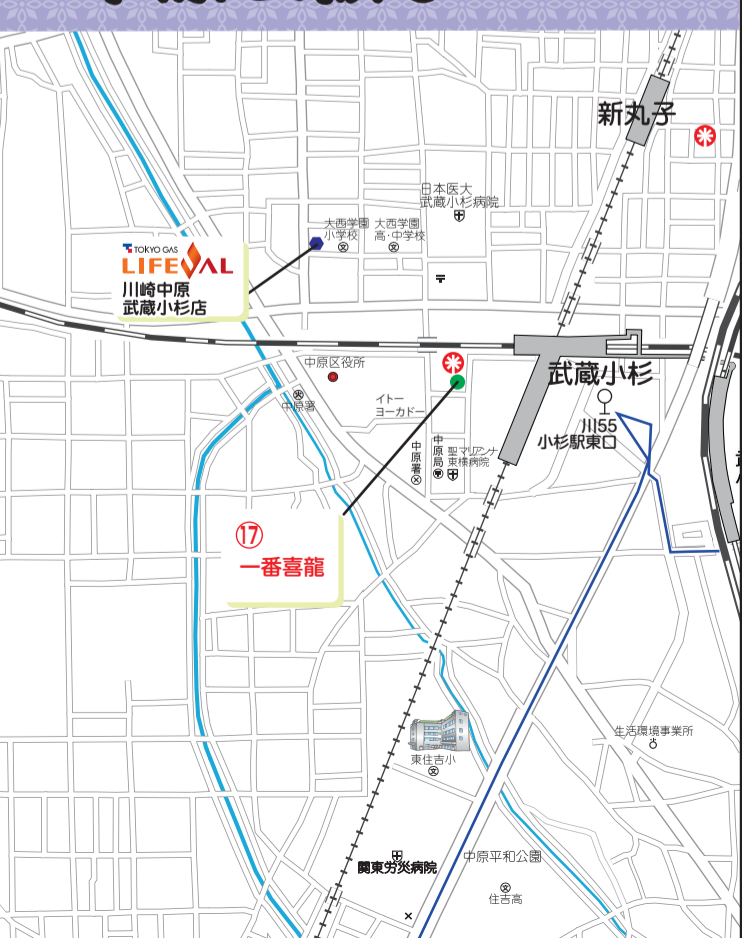 新丸子
日本医大
武蔵小杉病院
大西学園
小学校
大西学園
高・中学校
TOKYO GAS
LIFEVAL
川崎中原
武蔵小杉店
中原区役所
武蔵小杉
中原署
イトー
ヨーカドー
川55
小杉駅東口
中原署
中原局
聖マリアンナ
東横病院
⑰
一番喜龍
生活環境事業所
東住吉小
関東労災病院
中原平和公園
住吉高